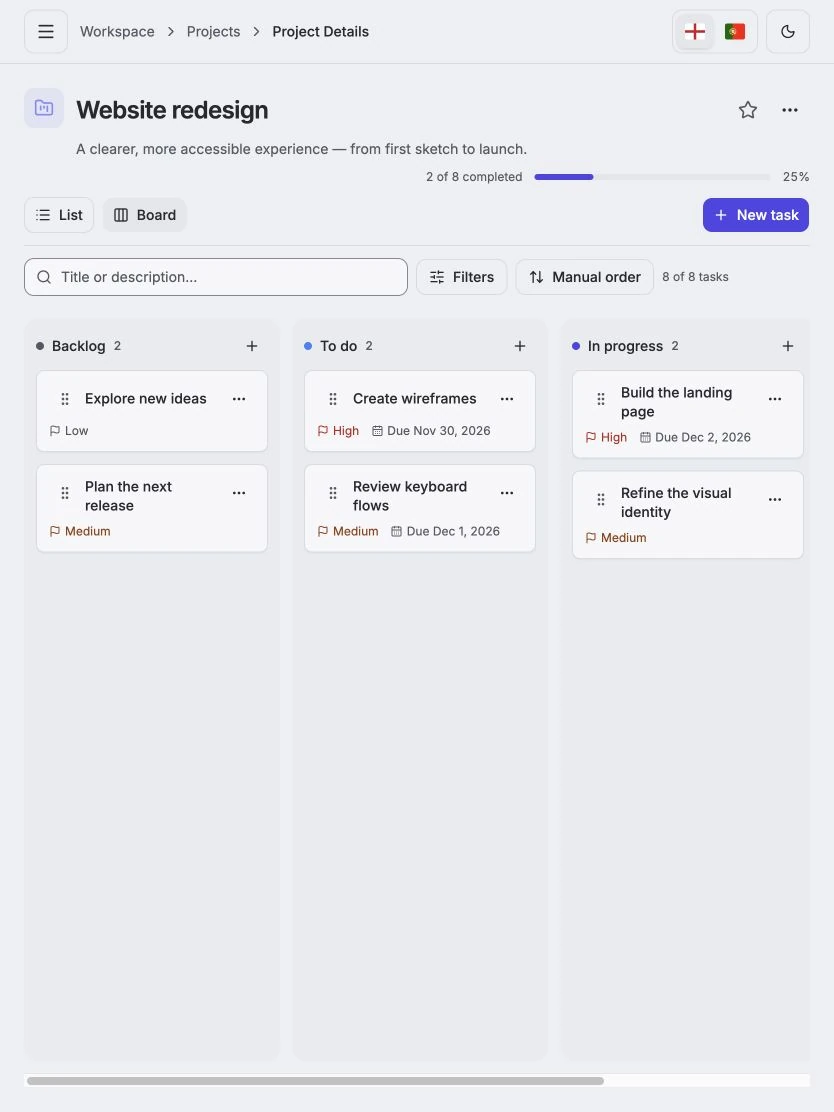 Workspace > Projects > Project Details
Website redesign
A clearer, more accessible experience — from first sketch to launch.
2 of 8 completed 25%
List Board New task
Title or description... Filters Manual order 8 of 8 tasks
Backlog 2
Explore new ideas
Low
Plan the next
release
Medium
To do 2
Create wireframes
High Due Nov 30, 2026
Review keyboard
flows
Medium Due Dec 1, 2026
In progress 2
Build the landing
page
High Due Dec 2, 2026
Refine the visual
identity
Medium